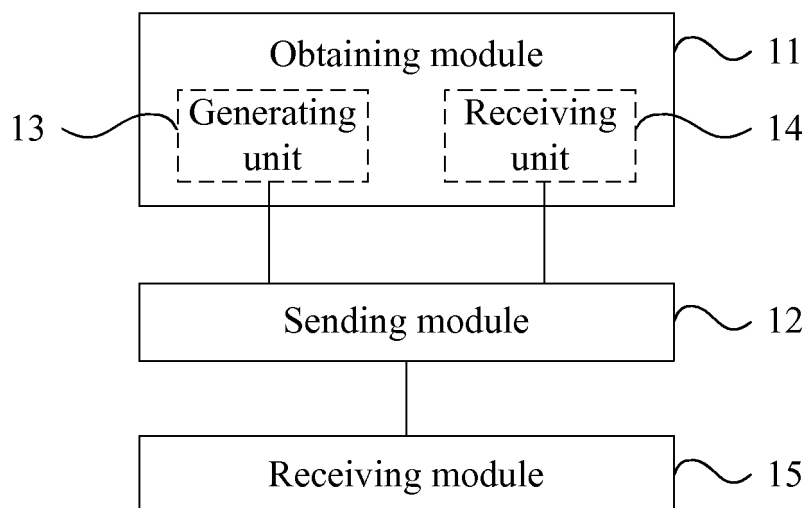 Obtaining module
11
13
Generating
unit
Receiving
unit
14
Sending module
12
Receiving module
15